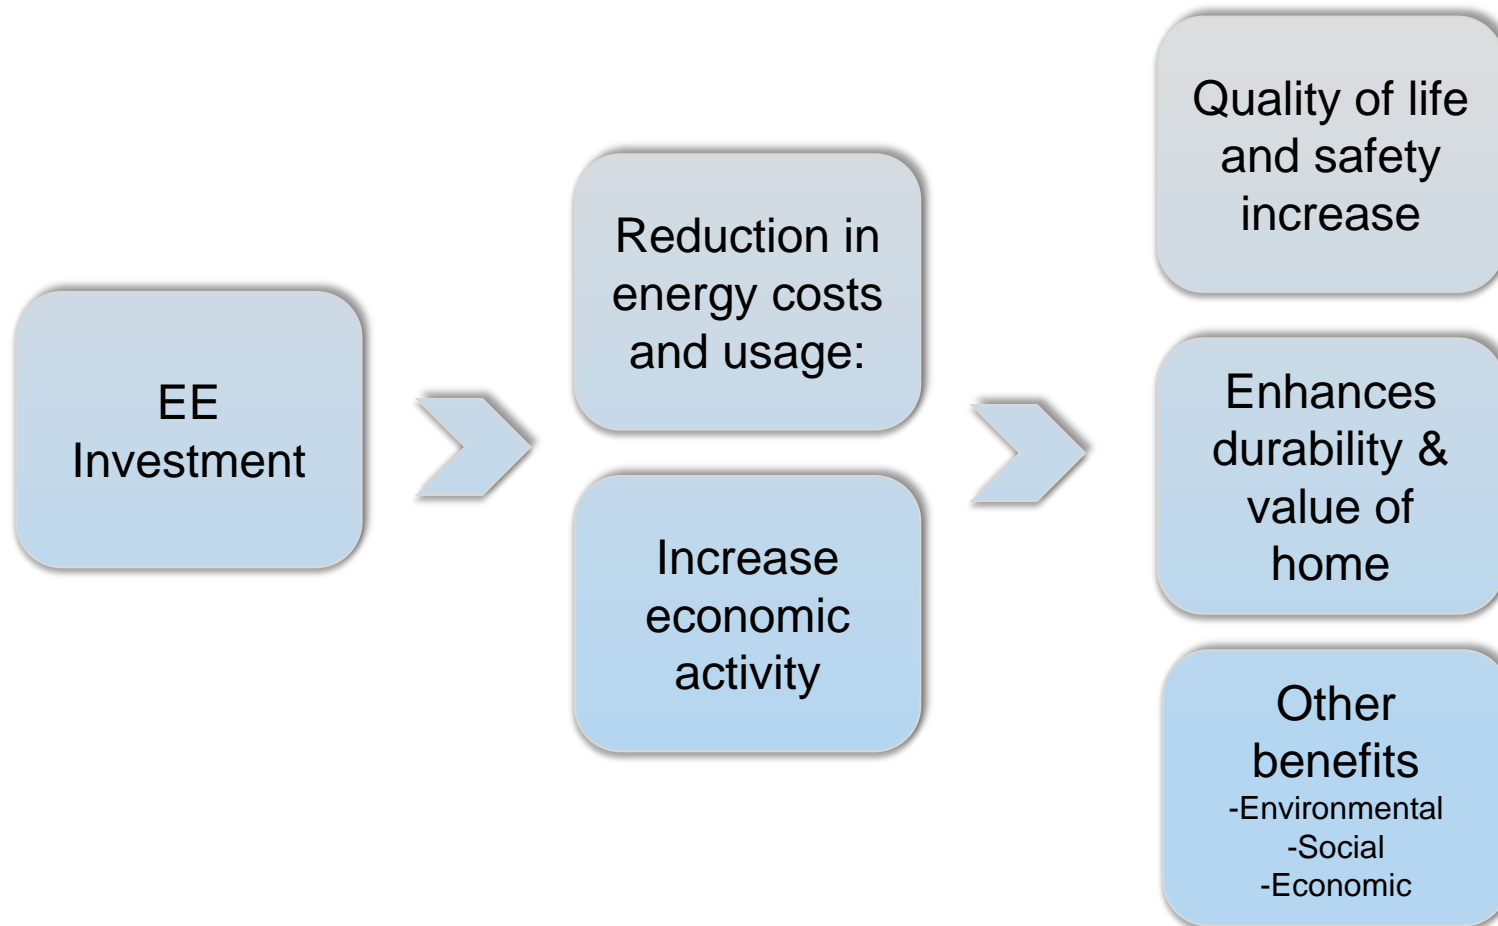 EE
Investment
Reduction in
energy costs
and usage:
Increase
economic
activity
Quality of life
and safety
increase
Enhances
durability &
value of
home
Other
benefits
-Environmental
-Social
-Economic